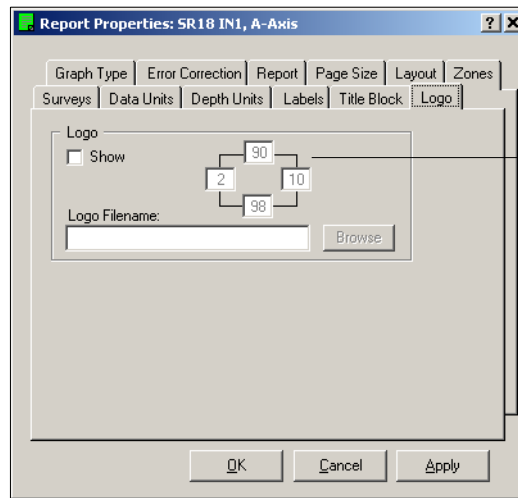 Report Properties: SR18 IN1, A-Axis
Graph Type Error Correction Report Page Size Layout Zones
Surveys Data Units Depth Units Labels Title Block Logo
Logo
Show
90
2 10
98
Logo Filename:
Browse
OK Cancel Apply